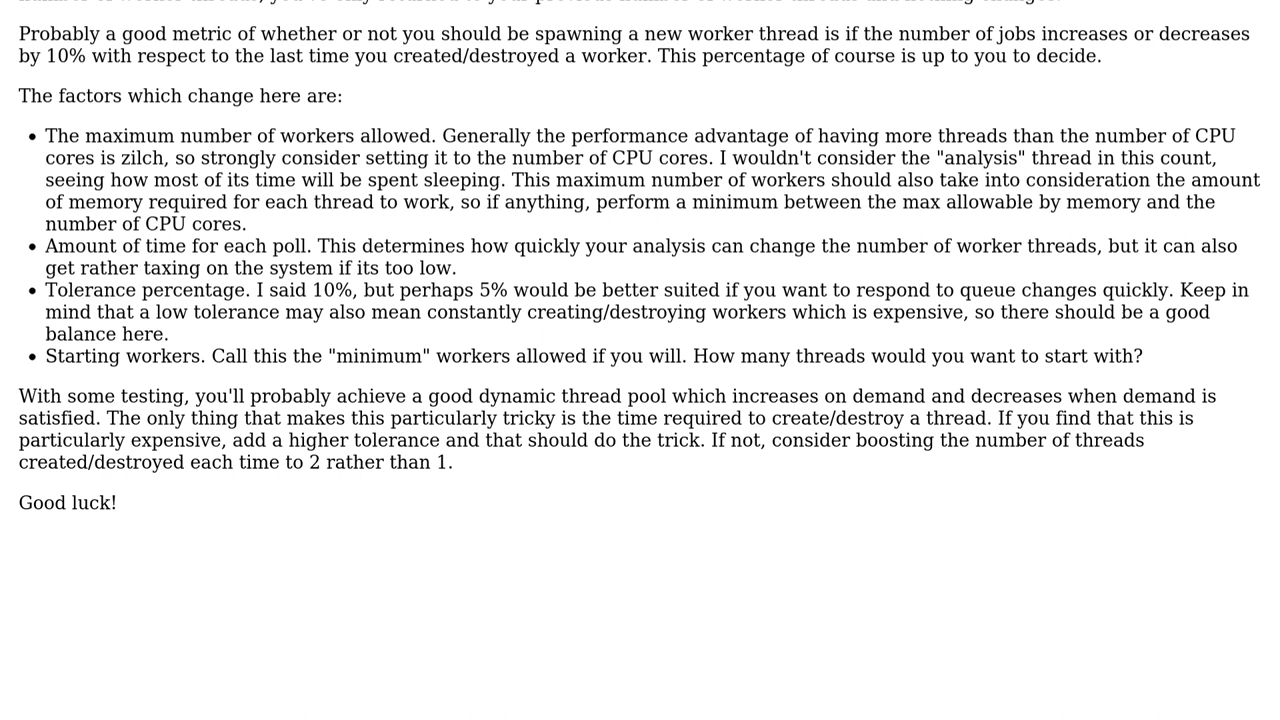 Probably a good metric of whether or not you should be spawning a new worker thread is if the number of jobs increases or decreases
by 10% with respect to the last time you created/destroyed a worker. This percentage of course is up to you to decide.
The factors which change here are:
• The maximum number of workers allowed. Generally the performance advantage of having more threads than the number of CPU
cores is zilch, so strongly consider setting it to the number of CPU cores. I wouldn't consider the "analysis" thread in this count,
seeing how most of its time will be spent sleeping. This maximum number of workers should also take into consideration the amount
of memory required for each thread to work, so if anything, perform a minimum between the max allowable by memory and the
number of CPU cores.
• Amount of time for each poll. This determines how quickly your analysis can change the number of worker threads, but it can also
get rather taxing on the system if its too low.
• Tolerance percentage. I said 10%, but perhaps 5% would be better suited if you want to respond to queue changes quickly. Keep in
mind that a low tolerance may also mean constantly creating/destroying workers which is expensive, so there should be a good
balance here.
• Starting workers. Call this the "minimum" workers allowed if you will. How many threads would you want to start with?
With some testing, you'll probably achieve a good dynamic thread pool which increases on demand and decreases when demand is
satisfied. The only thing that makes this particularly tricky is the time required to create/destroy a thread. If you find that this is
particularly expensive, add a higher tolerance and that should do the trick. If not, consider boosting the number of threads
created/destroyed each time to 2 rather than 1.
Good luck!